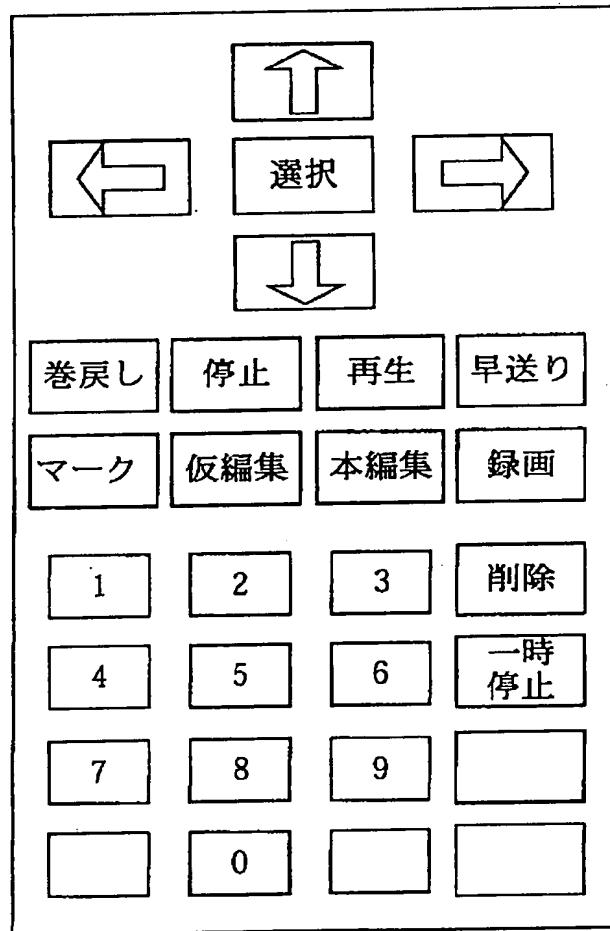 選択
巻戻し 停止 再生 早送り
マーク 仮編集 本編集 録画
1 2 3 削除
4 5 6 一時
停止
7 8 9
0